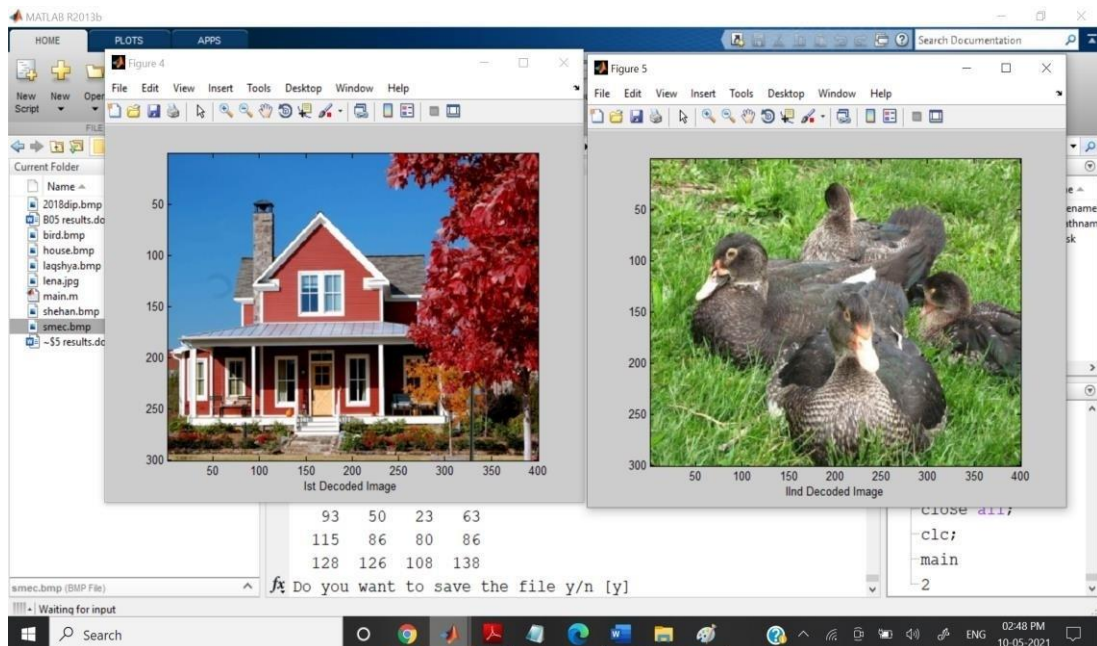 MATLAB R2013b
HOME PLOTS APPS
Search Documentation
New Script
New
Open
FILE
Current Folder
Name
2018dip.bmp
B05 results.do
bird.bmp
house.bmp
laqshya.bmp
lena.jpg
main.m
shehan.bmp
smec.bmp
~$5 results.do
smec.bmp (BMP File)
Waiting for input
Figure 4
File Edit View Insert Tools Desktop Window Help
50
100
150
200
250
300
50 100 150 200 250 300 350 400
Ist Decoded Image
Figure 5
File Edit View Insert Tools Desktop Window Help
50
100
150
200
250
300
50 100 150 200 250 300 350 400
IInd Decoded Image
ename
athnam
sk
93 50 23 63
115 86 80 86
128 126 108 138
fx Do you want to save the file y/n [y]
close all;
clc;
main
2
Search
ENG
02:48 PM
10-05-2021